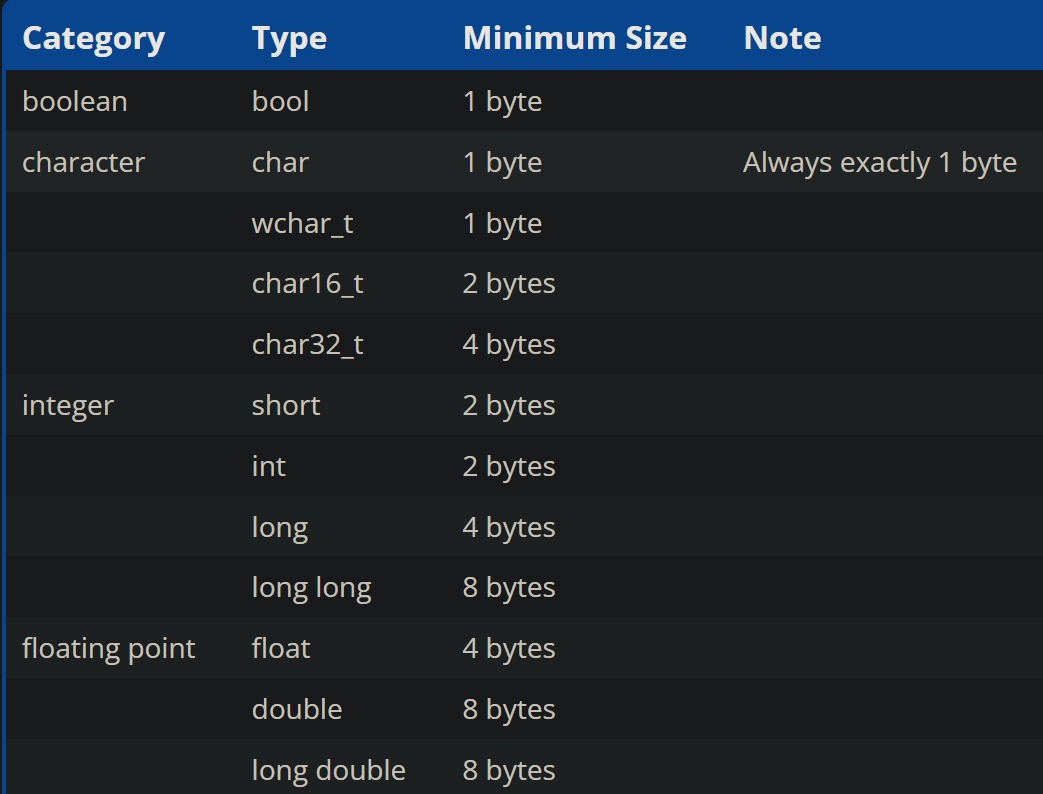 Category Type Minimum Size Note
boolean bool 1 byte
character char 1 byte Always exactly 1 byte
wchar_t 1 byte
char16_t 2 bytes
char32_t 4 bytes
integer short 2 bytes
int 2 bytes
long 4 bytes
long long 8 bytes
floating point float 4 bytes
double 8 bytes
long double 8 bytes